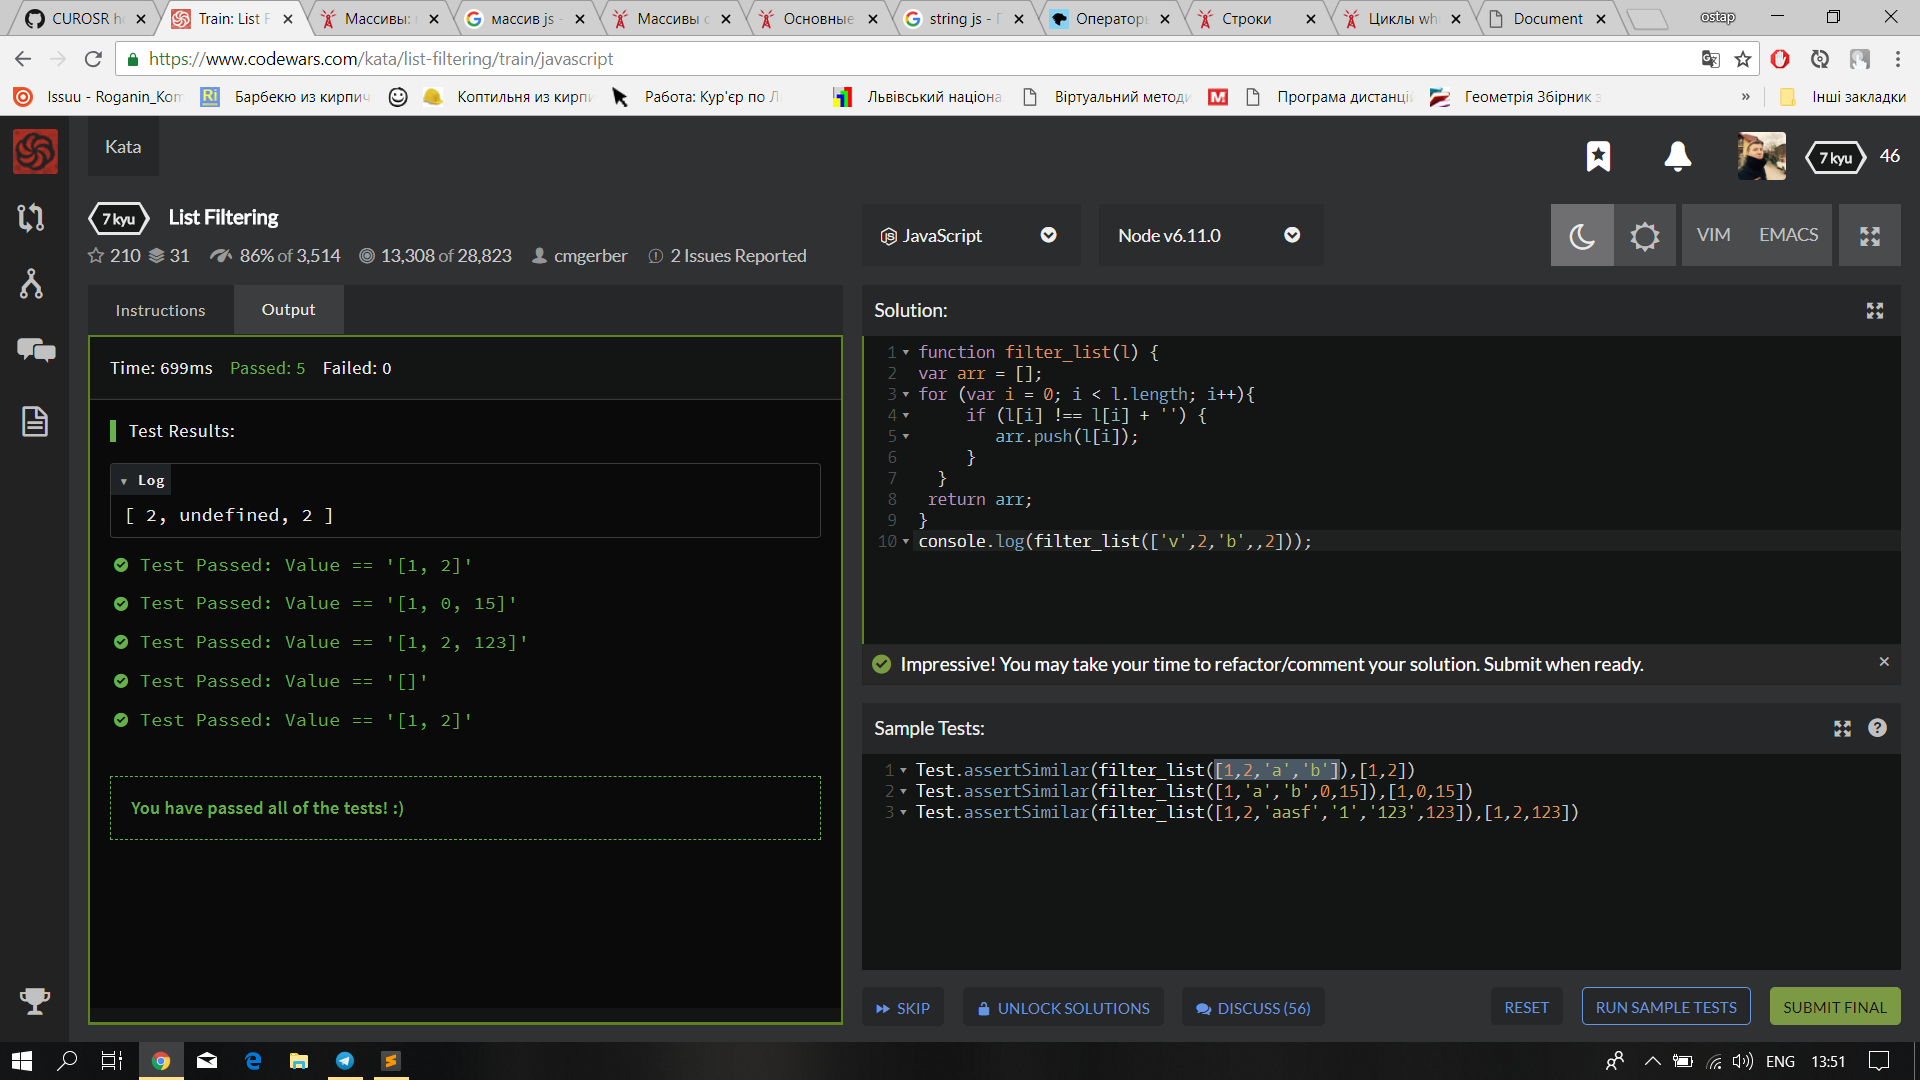 CUROSR h
Train: List F
Массивы:
массив js -
Массивы с
Основные
string js - П
Оператор
Строки
Циклы wh
Document
ostap
https://www.codewars.com/kata/list-filtering/train/javascript
Issuu - Roganin_Kom
Ri
Барбекю из кирпич
Коптильня из кирпи
Работа: Кур'єр по Л
Львівський націона
Віртуальний методи
M
Програма дистанцій
Геометрія Збірник з
»
Інші закладки
Kata
7 kyu
46
7 kyu
List Filtering
210
31
86% of 3,514
13,308 of 28,823
cmgerber
2 Issues Reported
JavaScript
Node v6.11.0
VIM
EMACS
Instructions
Output
Time: 699ms Passed: 5 Failed: 0
Test Results:
Log
[ 2, undefined, 2 ]
Test Passed: Value == '[1, 2]'
Test Passed: Value == '[1, 0, 15]'
Test Passed: Value == '[1, 2, 123]'
Test Passed: Value == '[]'
Test Passed: Value == '[1, 2]'
You have passed all of the tests! :)
Solution:
1 function filter_list(l) {
2 var arr = [];
3 for (var i = 0; i < l.length; i++){
4 if (l[i] !== l[i] + '') {
5 arr.push(l[i]);
6 }
7 }
8 return arr;
9 }
10 console.log(filter_list(['v',2,'b',,2]));
Impressive! You may take your time to refactor/comment your solution. Submit when ready.
Sample Tests:
1 Test.assertSimilar(filter_list([1,2,'a','b']),[1,2])
2 Test.assertSimilar(filter_list([1,'a','b',0,15]),[1,0,15])
3 Test.assertSimilar(filter_list([1,2,'aasf','1','123',123]),[1,2,123])
SKIP
UNLOCK SOLUTIONS
DISCUSS (56)
RESET
RUN SAMPLE TESTS
SUBMIT FINAL
ENG
13:51